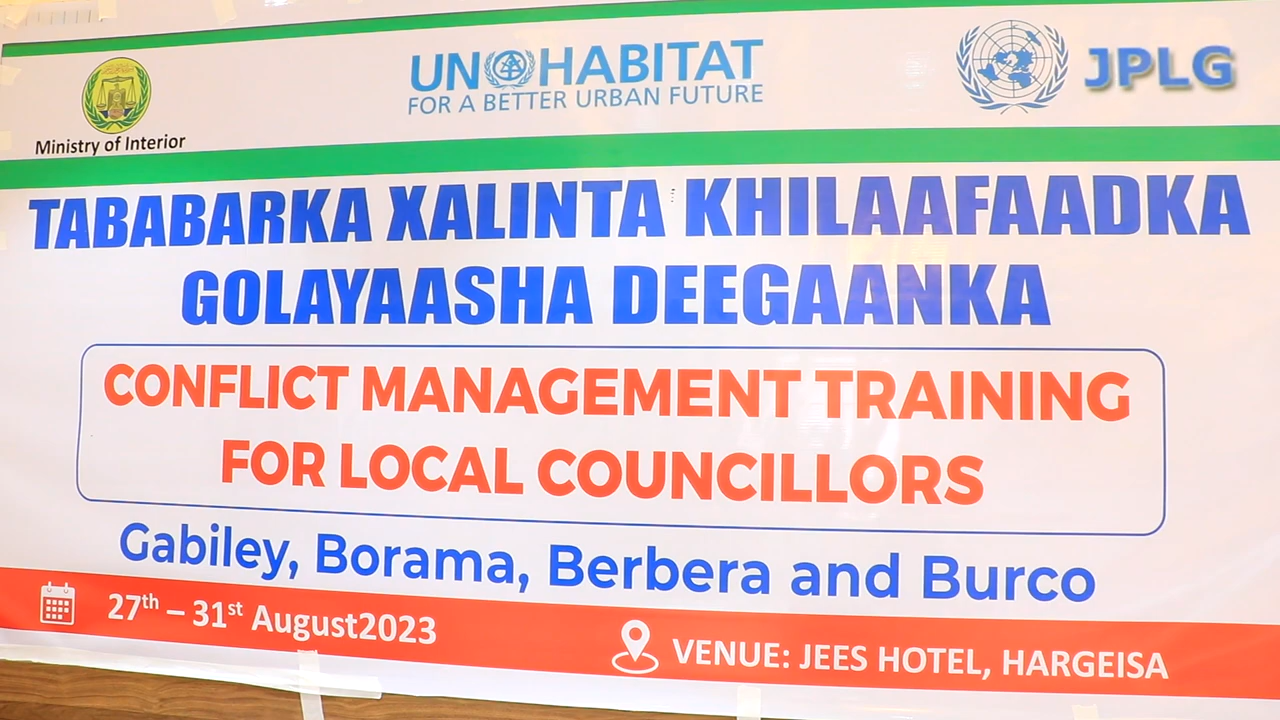 UN HABITAT
FOR A BETTER URBAN FUTURE
JPLG
Ministry of Interior
TABABARKA XALINTA KHILAAFAADKA
GOLAYAASHA DEEGAANKA
CONFLICT MANAGEMENT TRAINING
FOR LOCAL COUNCILLORS
Gabiley, Borama, Berbera and Burco
27th – 31st August2023
VENUE: JEES HOTEL, HARGEISA